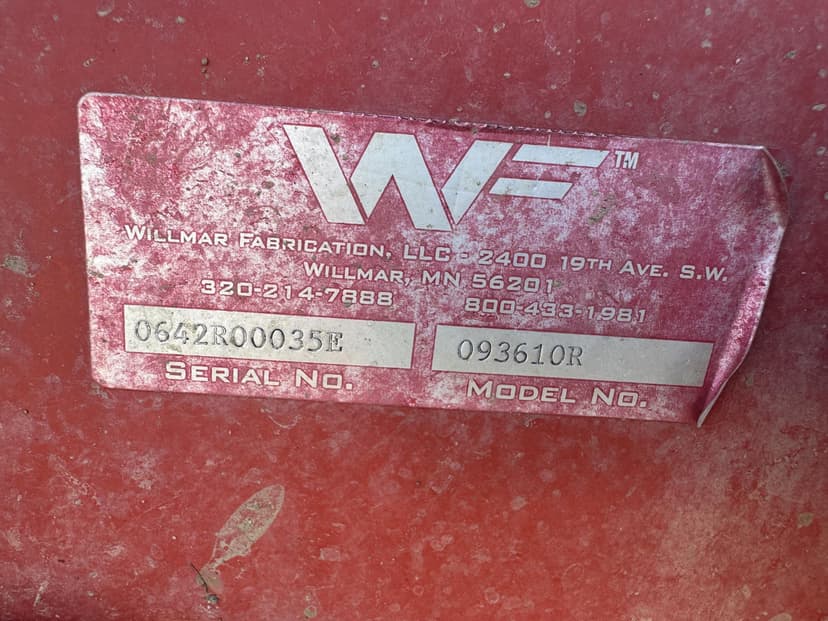 WF™
WILLMAR FABRICATION, LLC - 2400 19TH AVE. S.W.
WILLMAR, MN 56201
320-214-7888 800-433-1981
0642R00035E 093610R
SERIAL NO. MODEL NO.